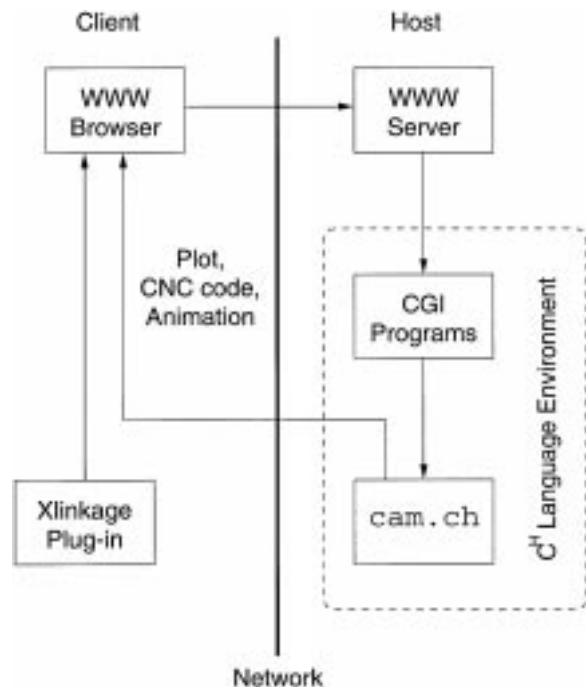 Client
Host
WWW
Browser
WWW
Server
Plot,
CNC code,
Animation
CGI
Programs
Xlinkage
Plug-in
cam.ch
C^H Language Environment
Network